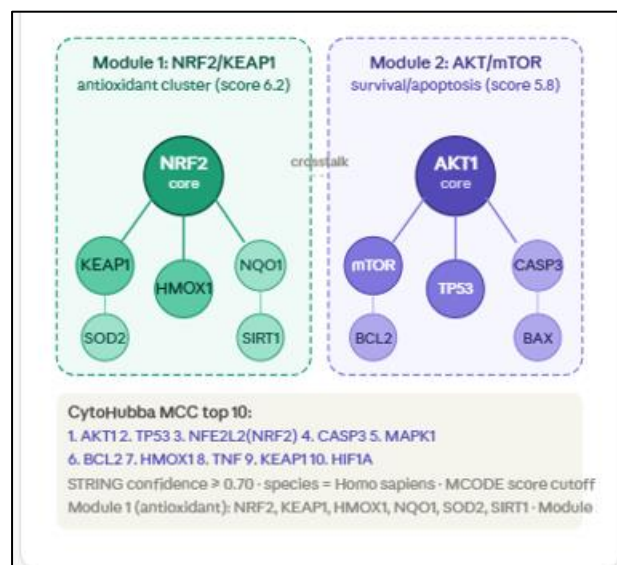 Module 1: NRF2/KEAP1
antioxidant cluster (score 6.2)
Module 2: AKT/mTOR
survival/apoptosis (score 5.8)
NRF2
core
crosstalk
AKT1
core
KEAP1
HMOX1
NQO1
SOD2
SIRT1
mTOR
TP53
CASP3
BCL2
BAX
CytoHubba MCC top 10:
1. AKT1 2. TP53 3. NFE2L2(NRF2) 4. CASP3 5. MAPK1
6. BCL2 7. HMOX1 8. TNF 9. KEAP1 10. HIF1A
STRING confidence ≥ 0.70 · species = Homo sapiens · MCODE score cutoff
Module 1 (antioxidant): NRF2, KEAP1, HMOX1, NQO1, SOD2, SIRT1 · Module